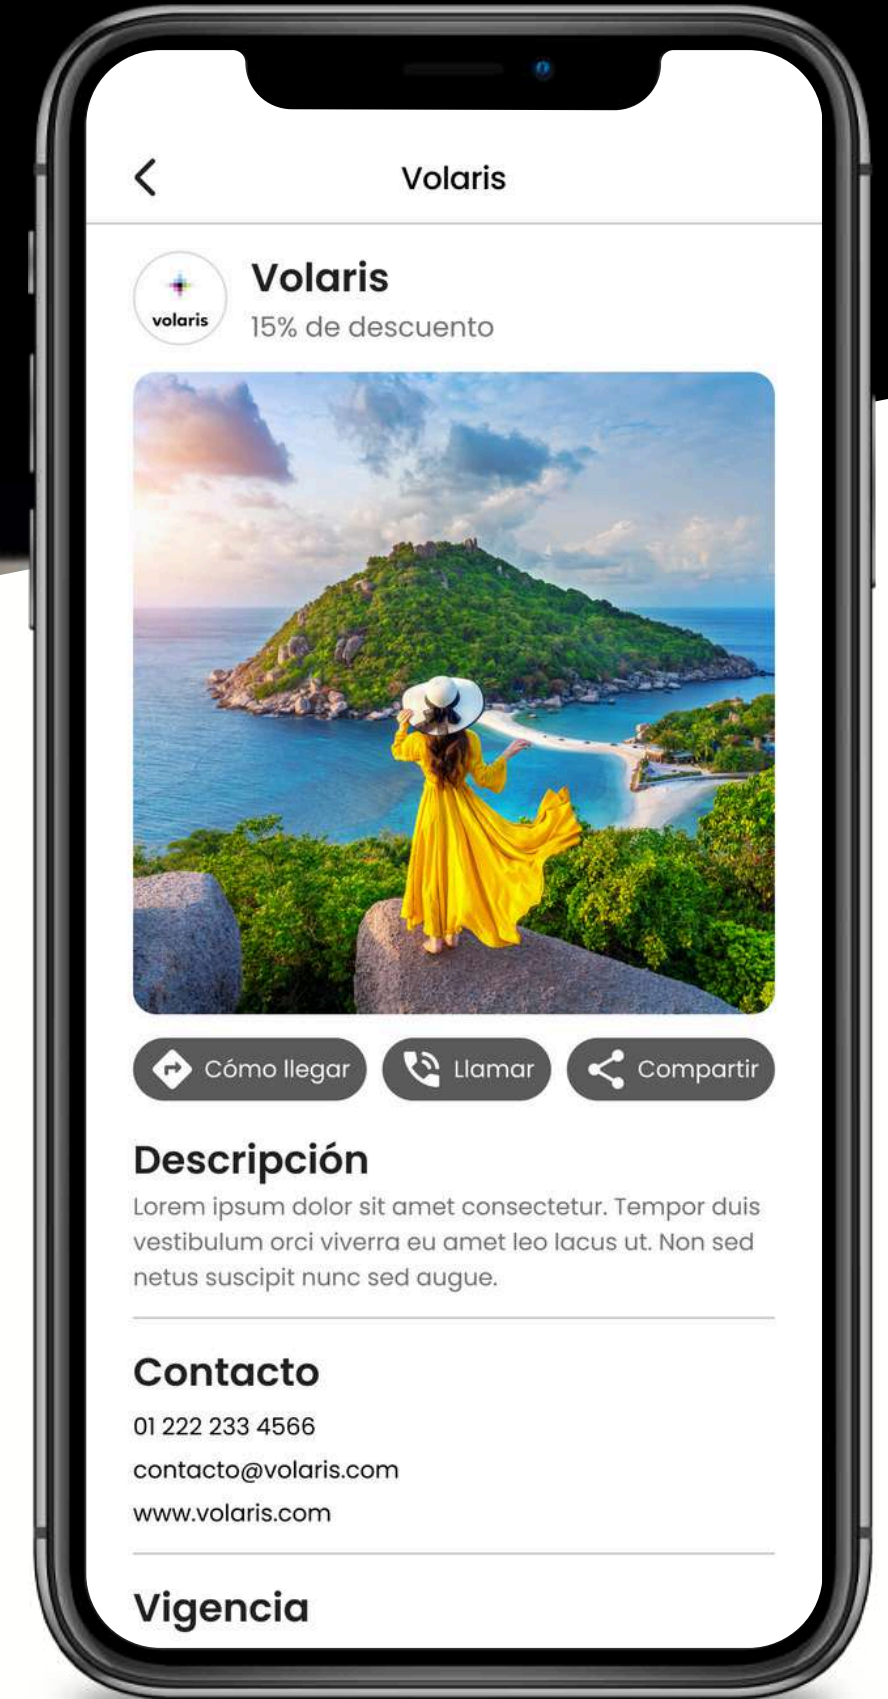 Volaris
volaris
Volaris
15% de descuento
Cómo llegar
Llamar
Compartir
Descripción
Lorem ipsum dolor sit amet consectetur. Tempor duis
vestibulum orci viverra eu amet leo lacus ut. Non sed
netus suscipit nunc sed augue.
Contacto
01 222 233 4566
contacto@volaris.com
www.volaris.com
Vigencia